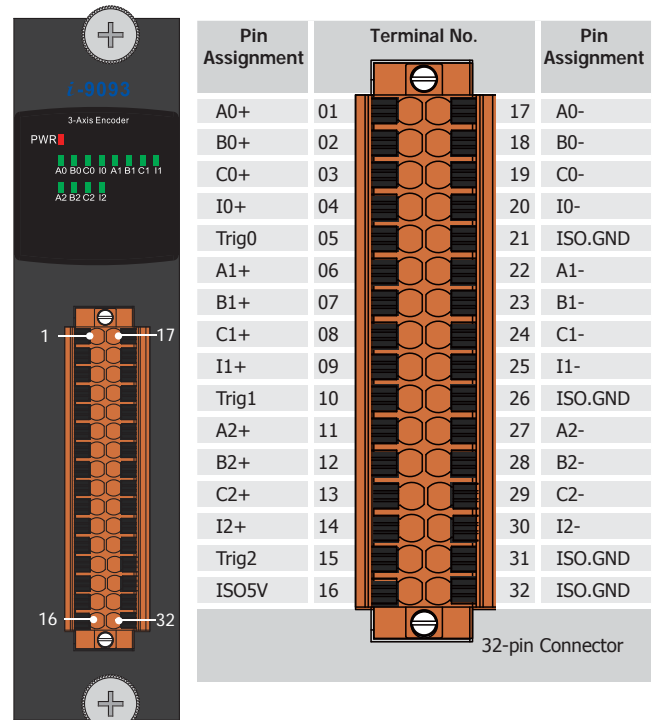 i-9093
3-Axis Encoder
PWR
A0 B0 C0 I0 A1 B1 C1 I1
A2 B2 C2 I2
1 17
16 32
Pin Assignment Terminal No. Pin Assignment
A0+ 01 17 A0-
B0+ 02 18 B0-
C0+ 03 19 C0-
I0+ 04 20 I0-
Trig0 05 21 ISO.GND
A1+ 06 22 A1-
B1+ 07 23 B1-
C1+ 08 24 C1-
I1+ 09 25 I1-
Trig1 10 26 ISO.GND
A2+ 11 27 A2-
B2+ 12 28 B2-
C2+ 13 29 C2-
I2+ 14 30 I2-
Trig2 15 31 ISO.GND
ISO5V 16 32 ISO.GND
32-pin Connector